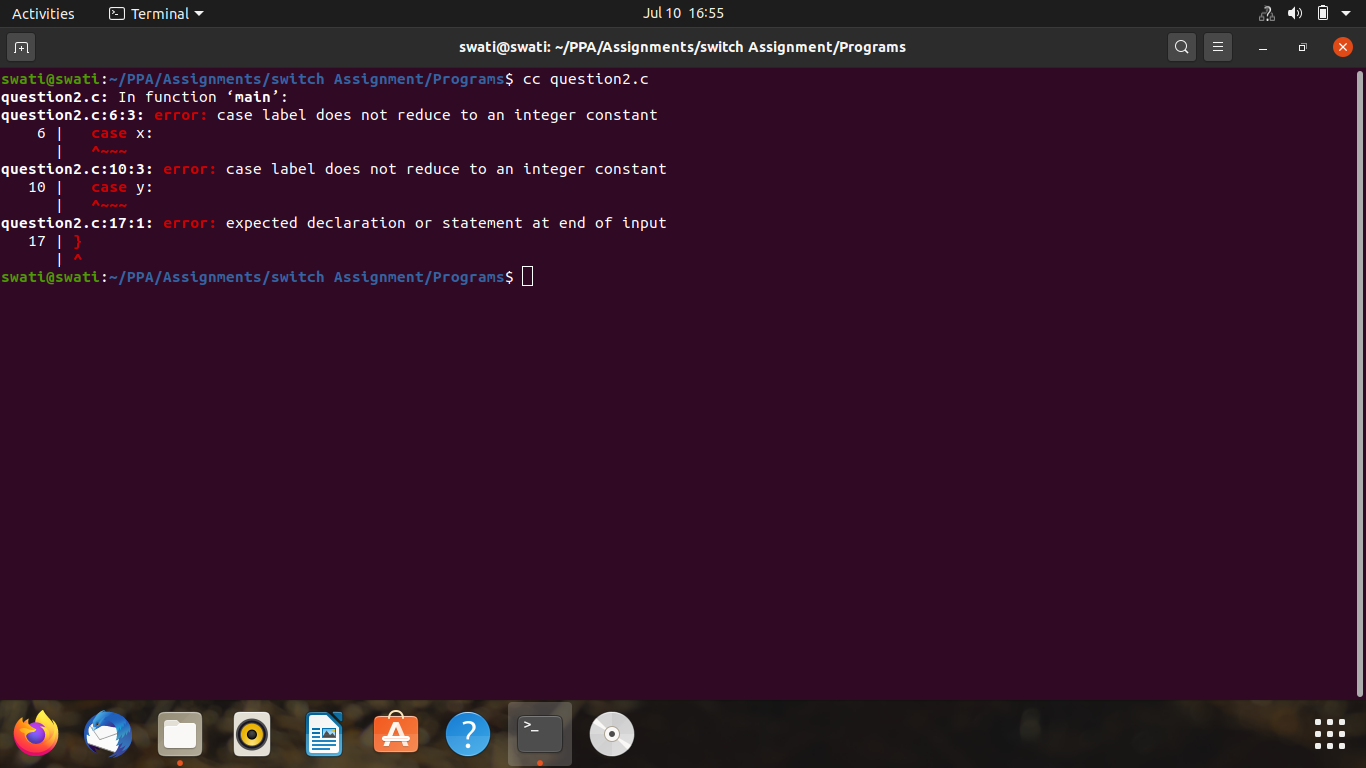 Activities Terminal Jul 10 16:55
swati@swati: ~/PPA/Assignments/switch Assignment/Programs
swati@swati:~/PPA/Assignments/switch Assignment/Programs$ cc question2.c
question2.c: In function ‘main’:
question2.c:6:3: error: case label does not reduce to an integer constant
    6 |   case x:
      |   ^~~~
question2.c:10:3: error: case label does not reduce to an integer constant
   10 |   case y:
      |   ^~~~
question2.c:17:1: error: expected declaration or statement at end of input
   17 | }
      | ^
swati@swati:~/PPA/Assignments/switch Assignment/Programs$